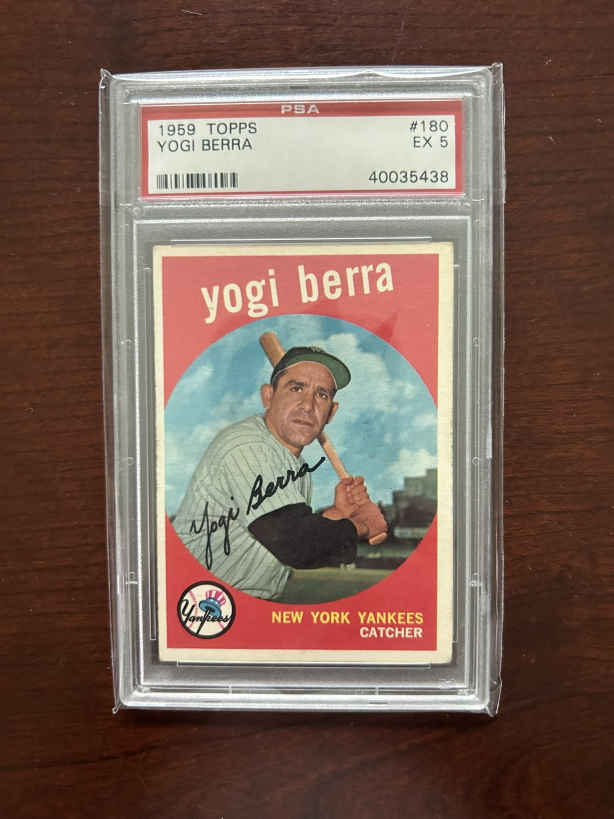 PSA
1959 TOPPS #180
YOGI BERRA EX 5
40035438
yogi berra
Yogi Berra
Yankees
NEW YORK YANKEES
CATCHER